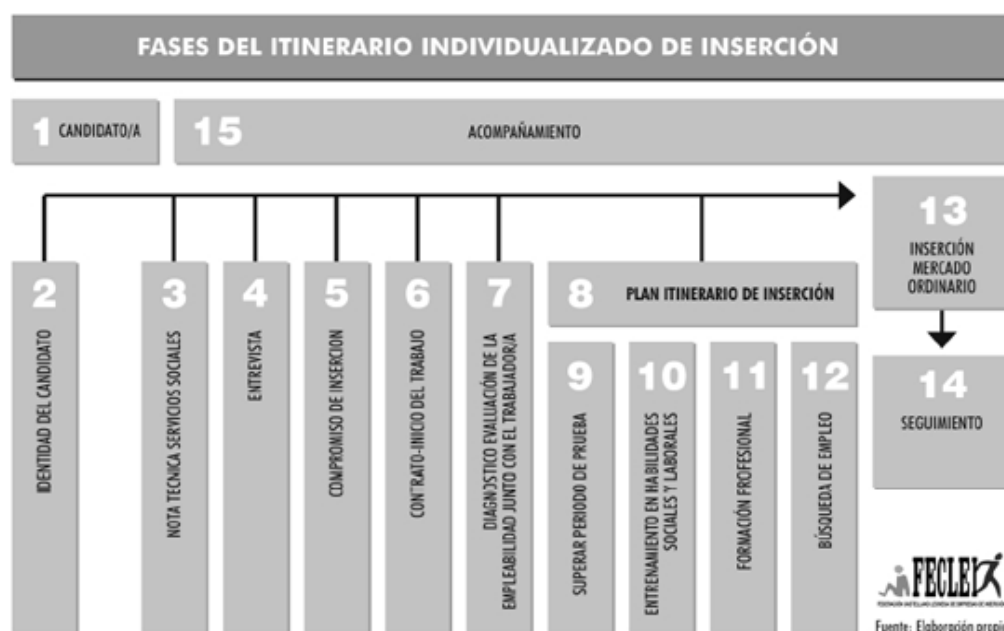 FASES DEL ITINERARIO INDIVIDUALIZADO DE INSERCIÓN
1 CANDIDATO/A
15 ACOMPAÑAMIENTO
2
IDENTIDAD DEL CANDIDATO
3
NOTA TECNICA SERVICIOS SOCIALES
4
ENTREVISTA
5
COMPROMISO DE INSERCION
6
CONTRATO-INICIO DEL TRABAJO
7
DIAGNOSTICO EVALUACIÓN DE LA
EMPLEABILIDAD JUNTO CON EL TRABAJADOR/A
8 PLAN ITINERARIO DE INSERCIÓN
9
SUPERAR PERIODO DE PRUEBA
10
ENTRENAMIENTO EN HABILIDADES
SOCIALES Y LABORALES
11
FORMACIÓN PROFESIONAL
12
BÚSQUEDA DE EMPLEO
13
INSERCIÓN
MERCADO
ORDINARIO
14
SEGUIMIENTO
FECLEI
Fuente: Elaboración propia